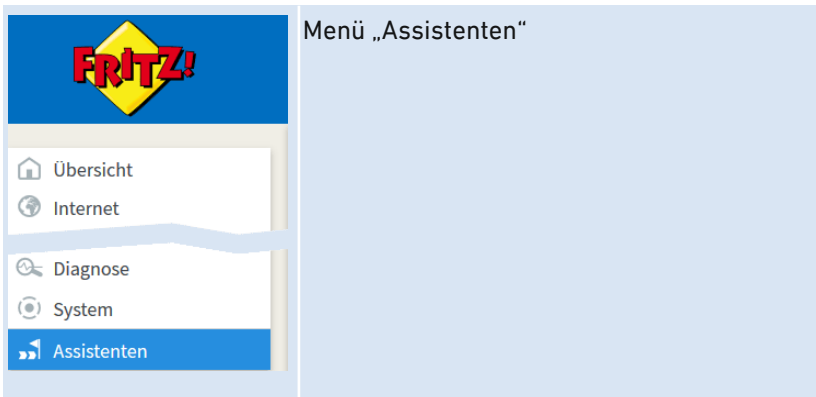 FRITZ!
Menü „Assistenten“
Übersicht
Internet
Diagnose
System
Assistenten